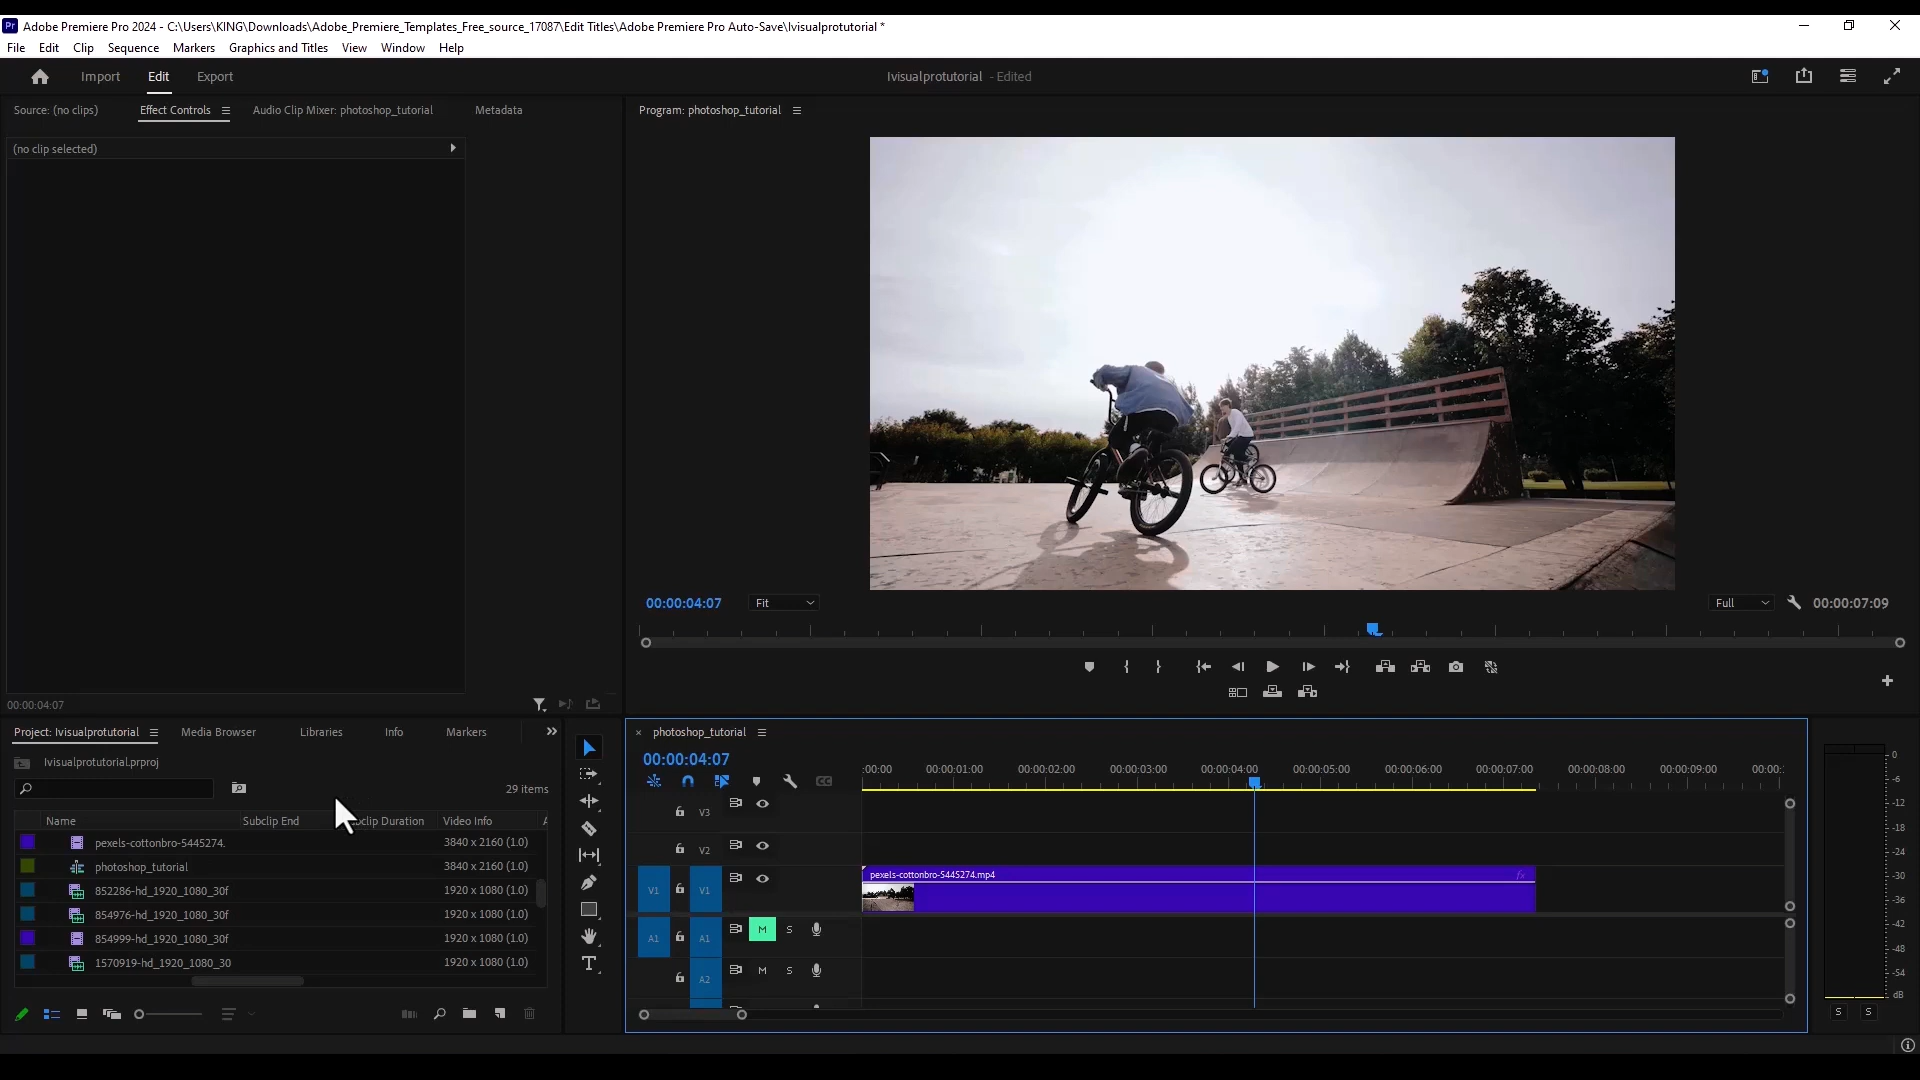 Pr Adobe Premiere Pro 2024 - C:\Users\KING\Downloads\Adobe_Premiere_Templates_Free_source_17087\Edit Titles\Adobe Premiere Pro Auto-Save\Ivisualprotutorial *
File Edit Clip Sequence Markers Graphics and Titles View Window Help
Import Edit Export Ivisualprotutorial - Edited
Source: (no clips) Effect Controls Audio Clip Mixer: photoshop_tutorial Metadata
Program: photoshop_tutorial
(no clip selected)
00:00:04:07 Fit Full 00:00:07:09
00:00:04:07
Project: Ivisualprotutorial Media Browser Libraries Info Markers
Ivisualprotutorial.prproj
29 items
Name Subclip End bclip Duration Video Info A
pexels-cottonbro-5445274. 3840 x 2160 (1.0)
photoshop_tutorial 3840 x 2160 (1.0)
852286-hd_1920_1080_30f 1920 x 1080 (1.0)
854976-hd_1920_1080_30f 1920 x 1080 (1.0)
854999-hd_1920_1080_30f 1920 x 1080 (1.0)
1570919-hd_1920_1080_30 1920 x 1080 (1.0)
photoshop_tutorial
00:00:04:07
:00:00 00:00:01:00 00:00:02:00 00:00:03:00 00:00:04:00 00:00:05:00 00:00:06:00 00:00:07:00 00:00:08:00 00:00:09:00 00:00:
V3
V2
V1 V1 pexels-cottonbro-5445274.mp4 fx
A1 A1 M S
A2 M S
0
-6
-12
-18
-24
-30
-36
-42
-48
-54
dB
S S